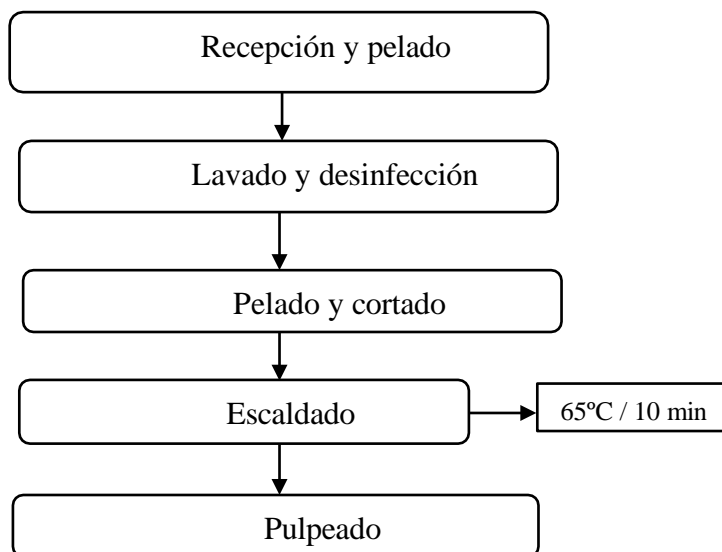 Recepción y pelado
Lavado y desinfección
Pelado y cortado
Escaldado
65ºC / 10 min
Pulpeado